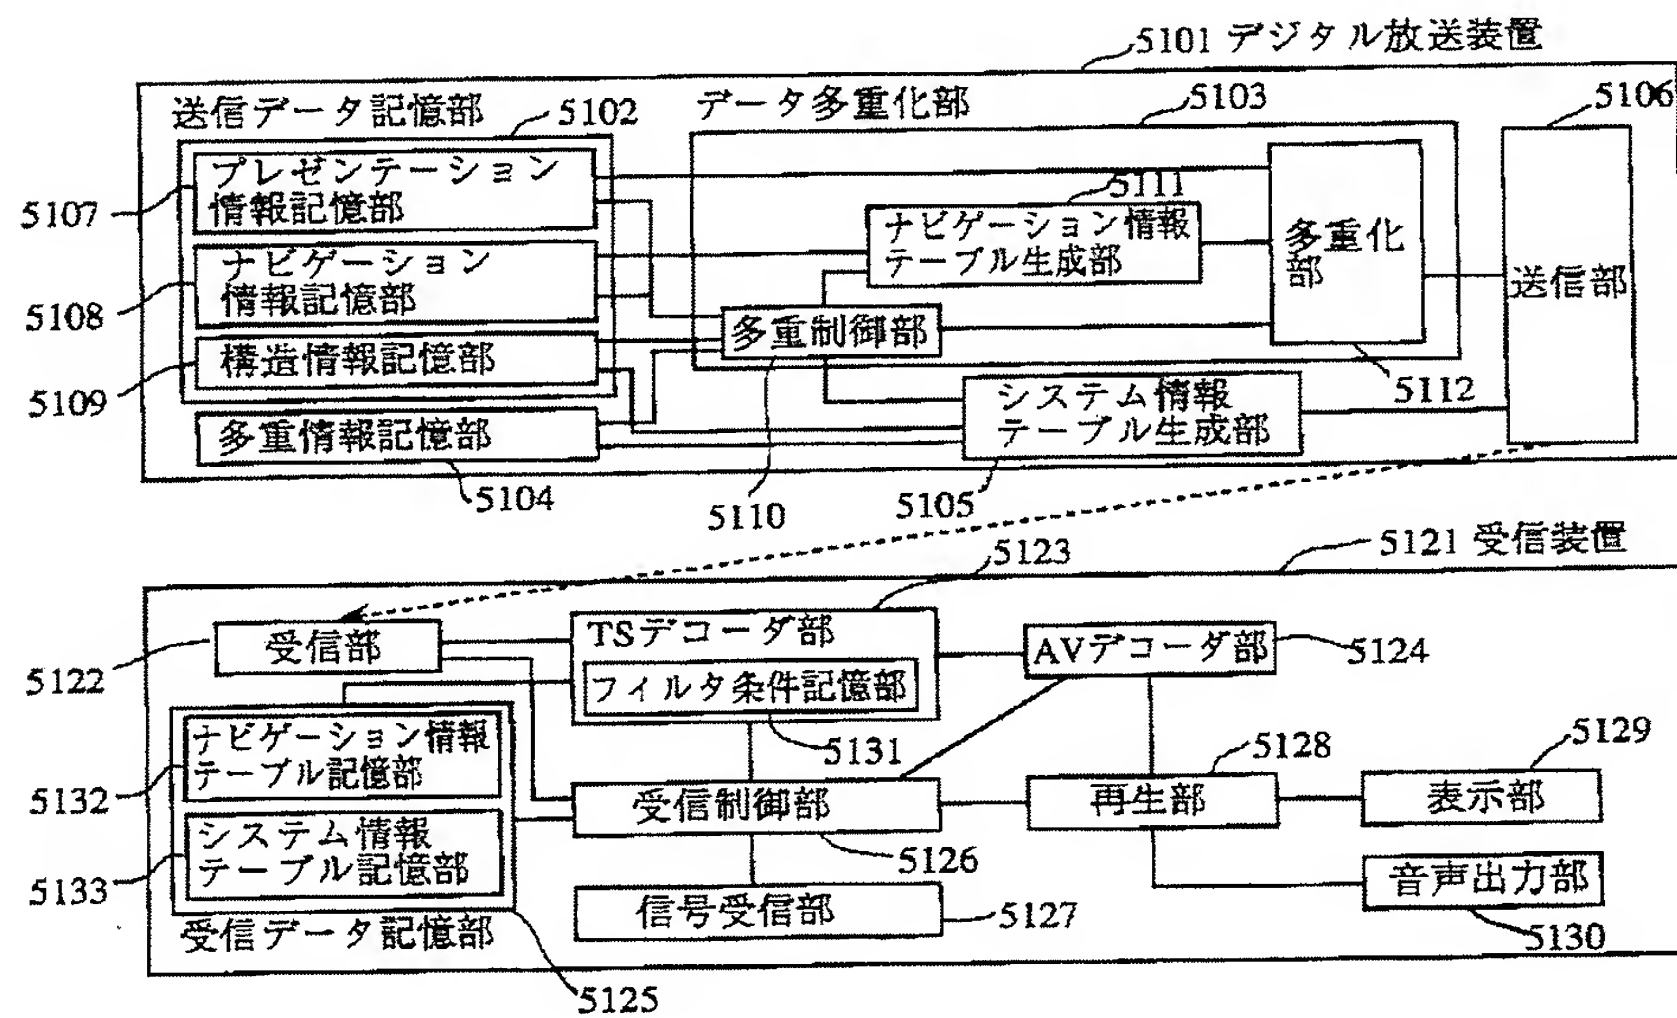 5101 デジタル放送装置
送信データ記憶部
5102
データ多重化部
5103
5106
プレゼンテーション
情報記憶部
5107
5111
ナビゲーション情報
テーブル生成部
多重化
部
送信部
ナビゲーション
情報記憶部
5108
多重制御部
構造情報記憶部
5109
5112
システム情報
テーブル生成部
多重情報記憶部
5104
5110
5105
5121 受信装置
5123
受信部
5122
TSデコーダ部
フィルタ条件記憶部
AVデコーダ部
5124
5131
ナビゲーション情報
テーブル記憶部
5132
5128
5129
受信制御部
再生部
表示部
システム情報
テーブル記憶部
5133
5126
信号受信部
5127
音声出力部
5130
受信データ記憶部
5125